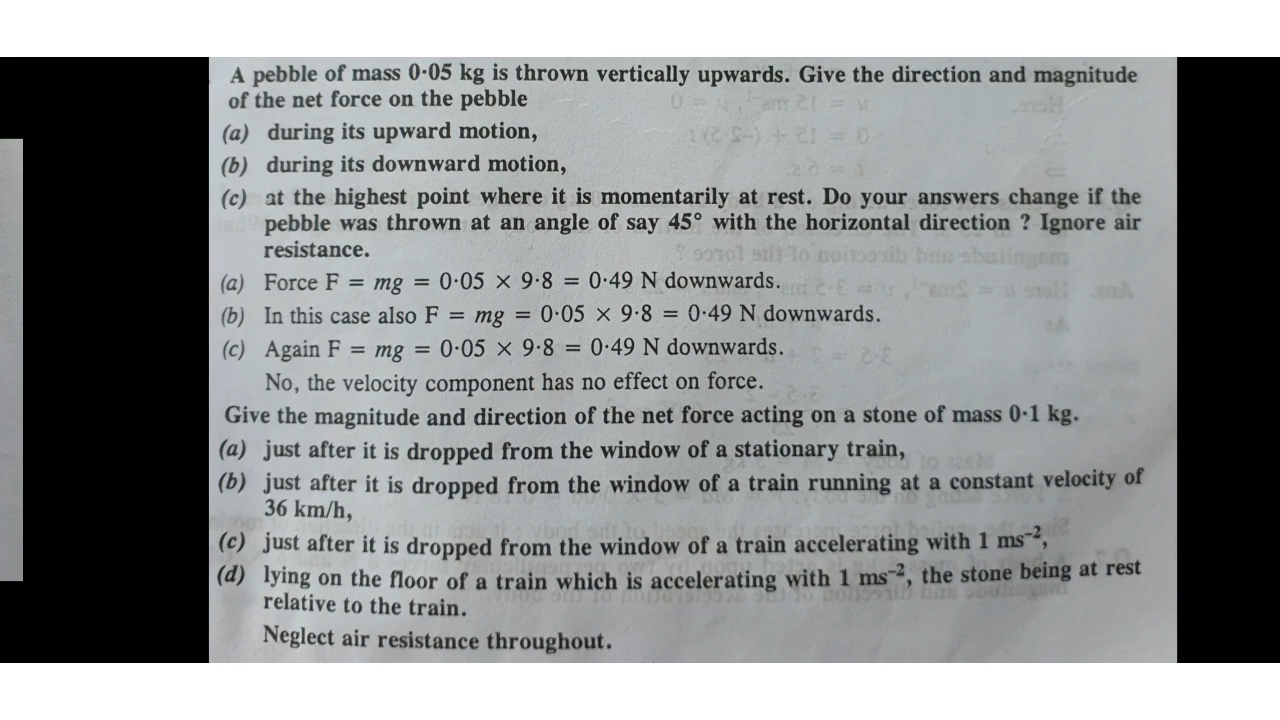 A pebble of mass 0·05 kg is thrown vertically upwards. Give the direction and magnitude
of the net force on the pebble
(a) during its upward motion,
(b) during its downward motion,
(c) at the highest point where it is momentarily at rest. Do your answers change if the
pebble was thrown at an angle of say 45° with the horizontal direction ? Ignore air
resistance.
(a) Force F = mg = 0·05 × 9·8 = 0·49 N downwards.
(b) In this case also F = mg = 0·05 × 9·8 = 0·49 N downwards.
(c) Again F = mg = 0·05 × 9·8 = 0·49 N downwards.
No, the velocity component has no effect on force.
Give the magnitude and direction of the net force acting on a stone of mass 0·1 kg.
(a) just after it is dropped from the window of a stationary train,
(b) just after it is dropped from the window of a train running at a constant velocity of
36 km/h,
(c) just after it is dropped from the window of a train accelerating with 1 ms⁻²,
(d) lying on the floor of a train which is accelerating with 1 ms⁻², the stone being at rest
relative to the train.
Neglect air resistance throughout.